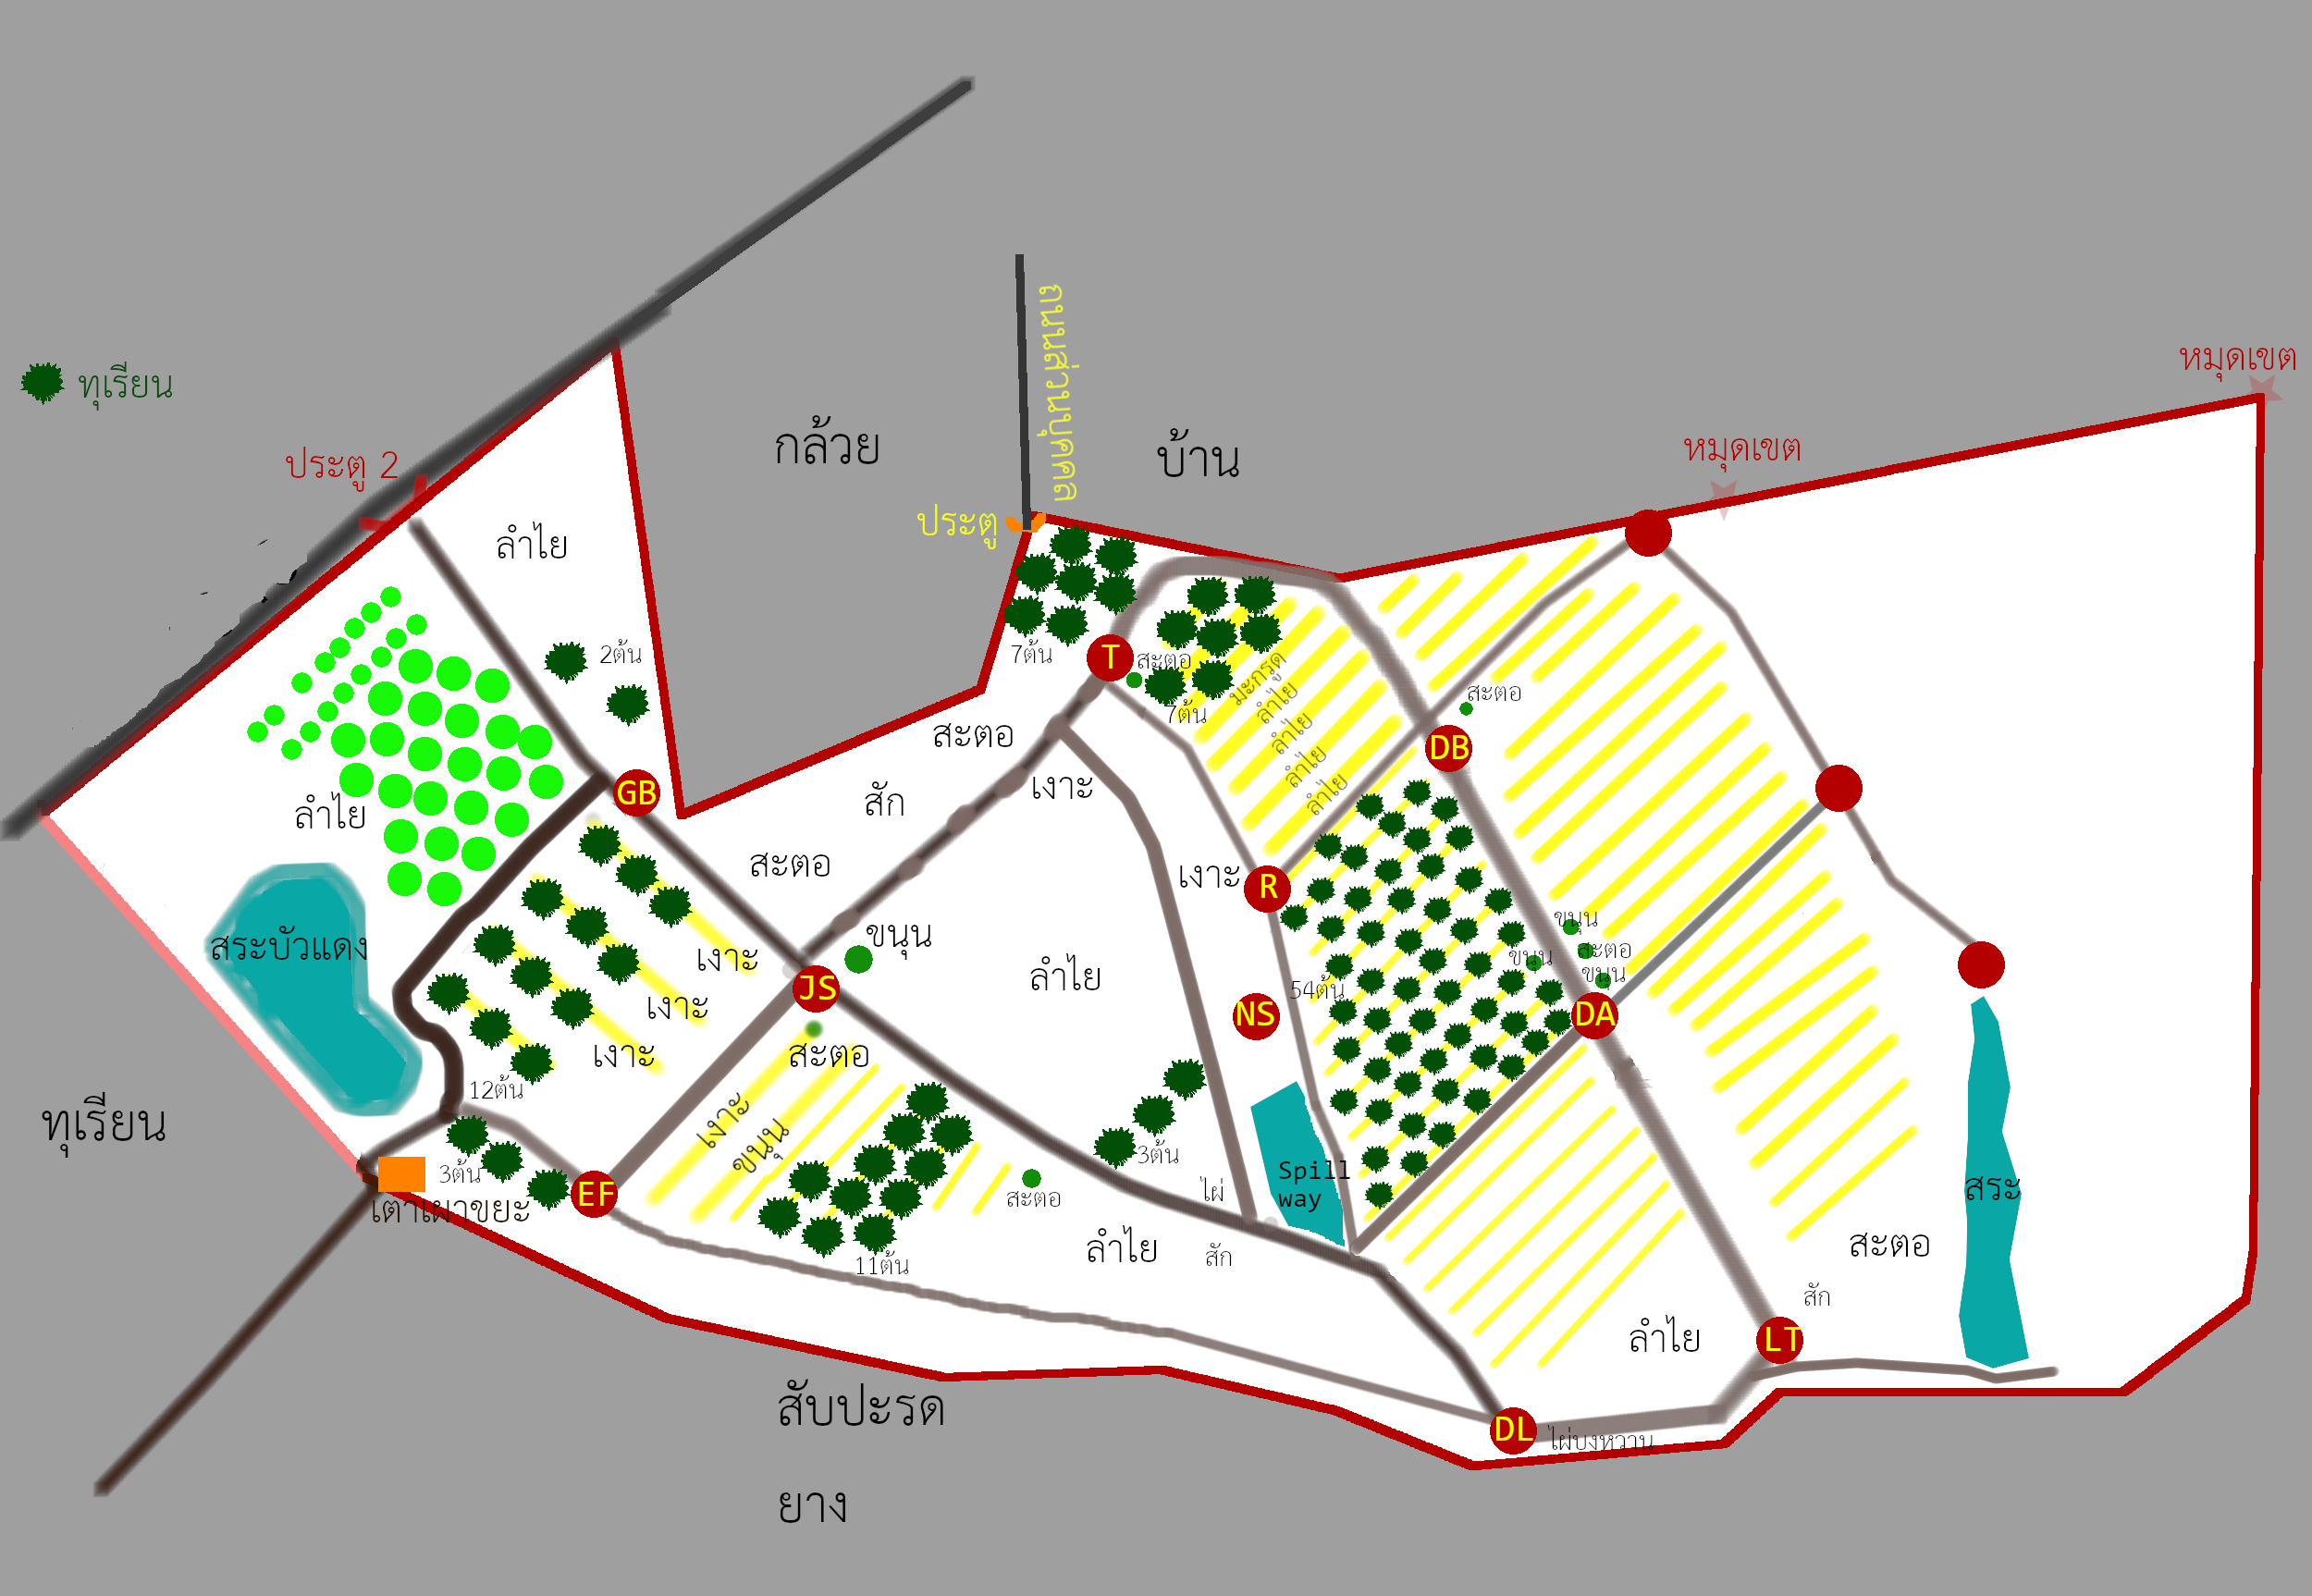 หมุดเขต
ถนนส่วนบุคคล
ทุเรียน
กล้วย
บ้าน
หมุดเขต
ประตู 2
ประตู
ลำไย
2ต้น
7ต้น
สะตอ
มะกรูด
ลำไย
ลำไย
ลำไย
ลำไย
7ต้น
สะตอ
T
DB
สะตอ
สัก
เงาะ
GB
ลำไย
สะตอ
เงาะ
R
ขนุน
สระบัวแดง
เงาะ
ขนุน
สะตอ
ขนุน
ขนุน
ลำไย
54ต้น
JS
เงาะ
NS
DA
เงาะ
สะตอ
12ต้น
ทุเรียน
เงาะ
ขนุน
3ต้น
3ต้น
Spill
way
ไผ่
สระ
EF
สะตอ
เตาเผาขยะ
11ต้น
ลำไย
สัก
สะตอ
สัก
ลำไย
LT
สับปะรด
DL
ไผ่บงหวาน
ยาง